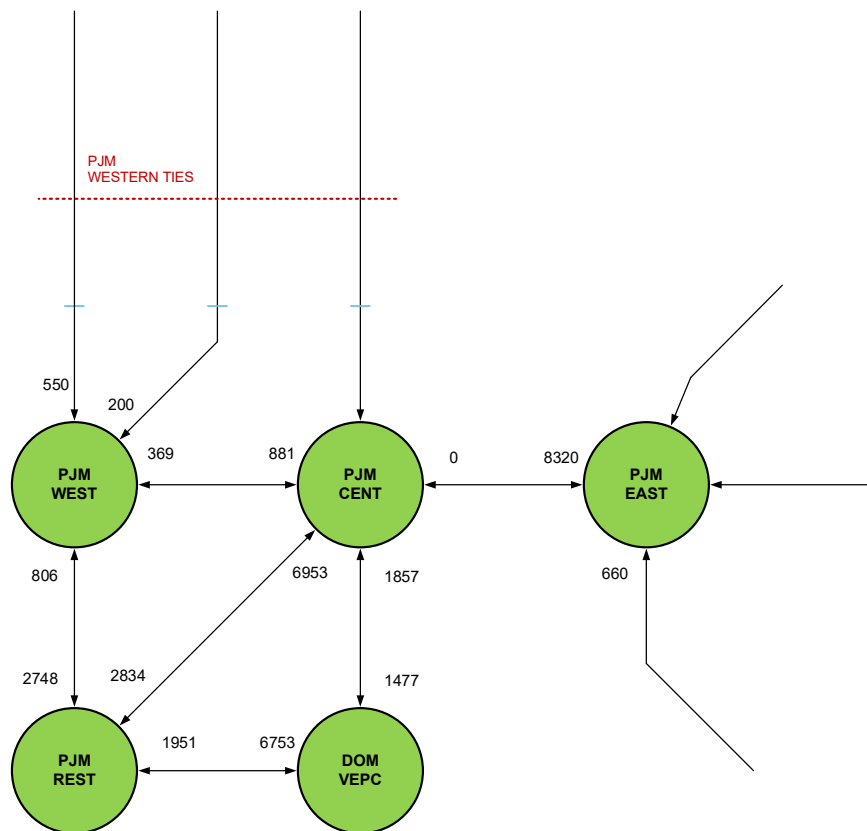 PJM
WESTERN TIES
550
200
369
881
0
8320
PJM
WEST
PJM
CENT
PJM
EAST
806
6953
1857
660
2748
2834
1477
1951
6753
PJM
REST
DOM
VEPC